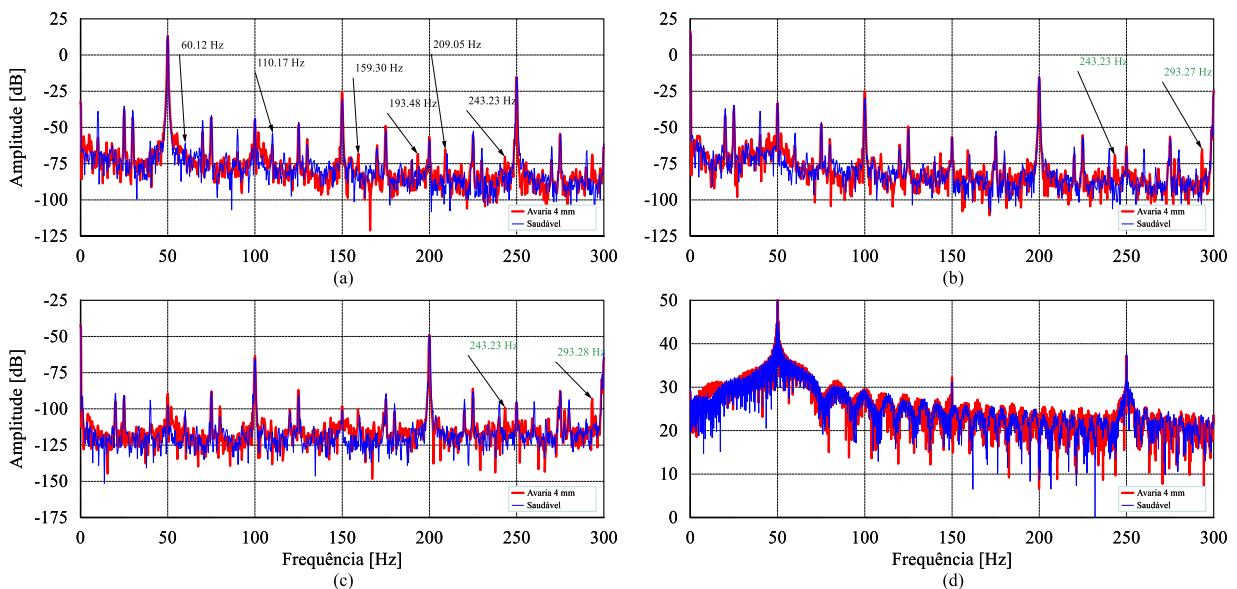 25
0
-25
-50
-75
-100
-125
Amplitude [dB]
60.12 Hz
110.17 Hz
159.30 Hz
193.48 Hz
209.05 Hz
243.23 Hz
Avaria 4 mm
Saudável
0 50 100 150 200 250 300
(a)
25
0
-25
-50
-75
-100
-125
243.23 Hz
293.27 Hz
Avaria 4 mm
Saudável
0 50 100 150 200 250 300
(b)
-25
-50
-75
-100
-125
-150
-175
Amplitude [dB]
243.23 Hz
293.28 Hz
Avaria 4 mm
Saudável
0 50 100 150 200 250 300
Frequência [Hz]
(c)
50
40
30
20
10
0
Avaria 4 mm
Saudável
0 50 100 150 200 250 300
Frequência [Hz]
(d)